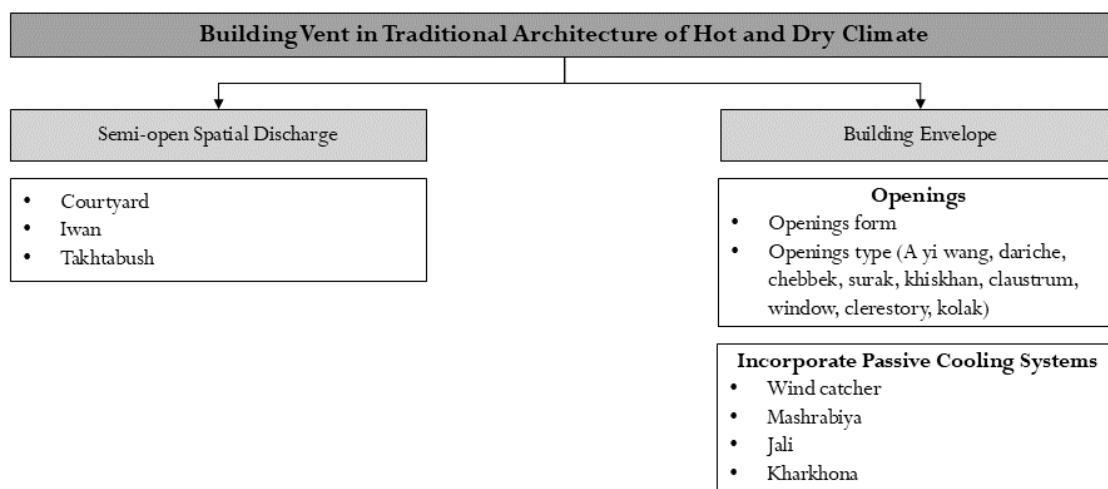 Building Vent in Traditional Architecture of Hot and Dry Climate
Semi-open Spatial Discharge
• Courtyard
• Iwan
• Takhtabush
Building Envelope
Openings
• Openings form
• Openings type (A yi wang, dariche,
chebbek, surak, khiskhan, claustrum,
window, clerestory, kolak)
Incorporate Passive Cooling Systems
• Wind catcher
• Mashrabiya
• Jali
• Kharkhona